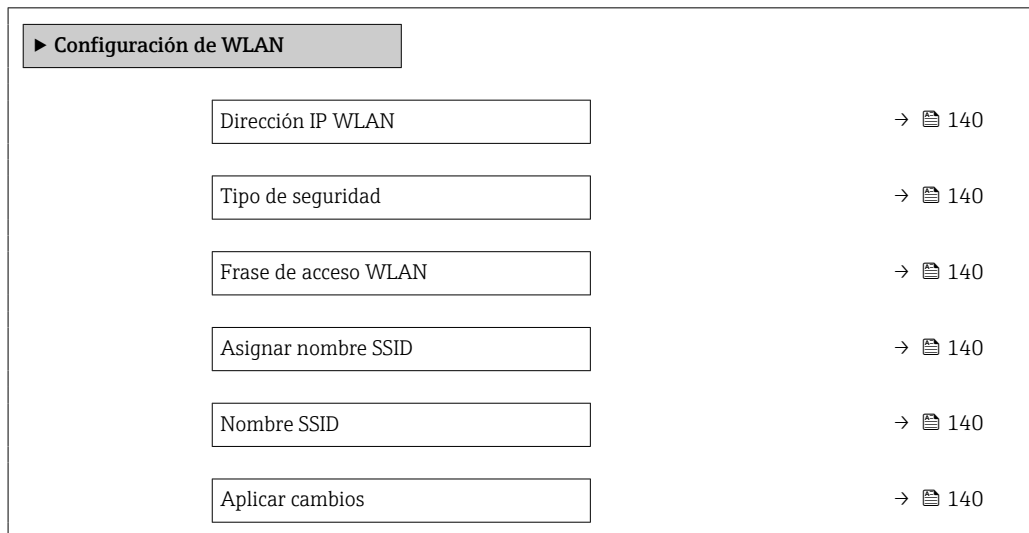 ▶ Configuración de WLAN
Dirección IP WLAN → 140
Tipo de seguridad → 140
Frase de acceso WLAN → 140
Asignar nombre SSID → 140
Nombre SSID → 140
Aplicar cambios → 140